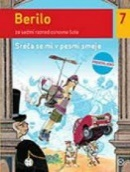 Berilo
7
za sedmi razred osnovne šole
Sreča se mi v pesmi smeje